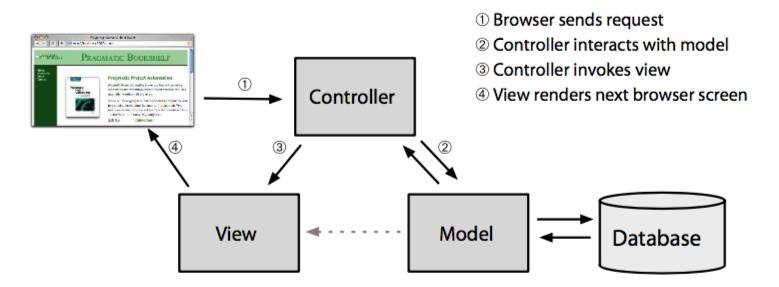 ① Browser sends request
② Controller interacts with model
③ Controller invokes view
④ View renders next browser screen
PRAGMATIC BOOKSHELF
Pragmatic Project Automation
①
Controller
④
③
②
View
Model
Database